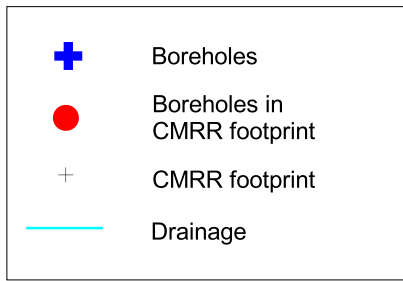 Boreholes
Boreholes in
CMRR footprint
CMRR footprint
Drainage